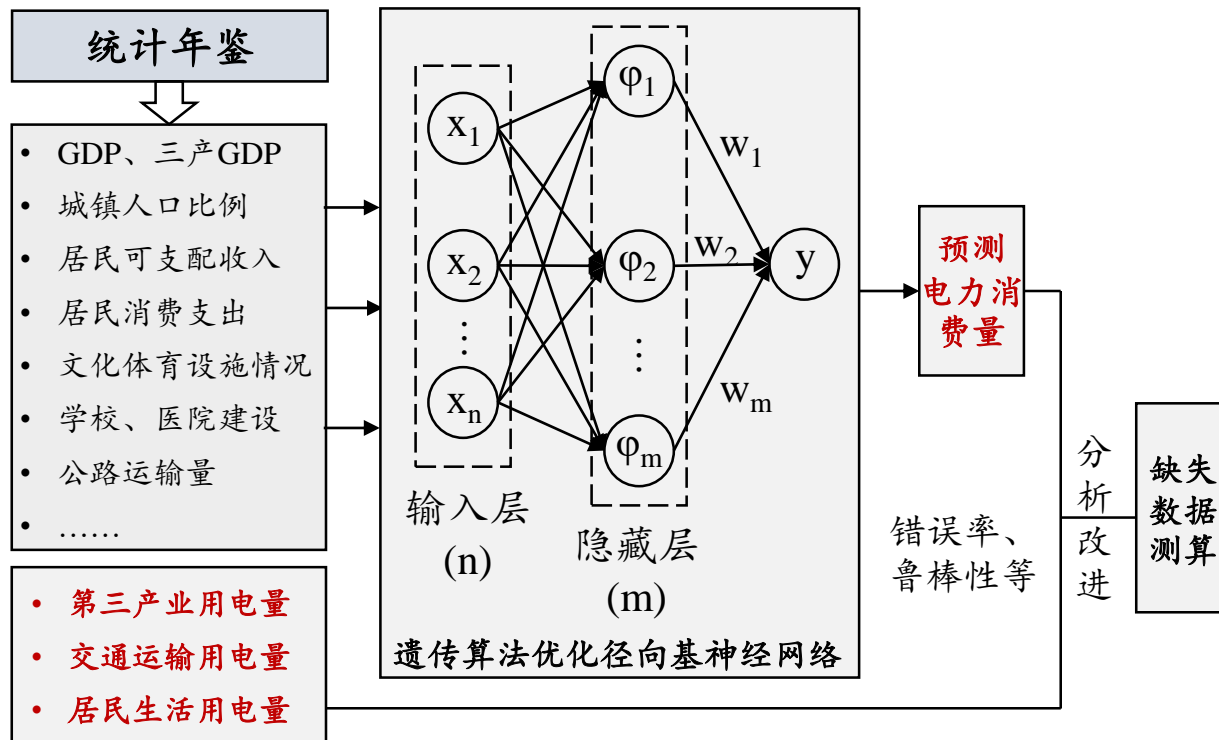 统计年鉴
• GDP、三产GDP
• 城镇人口比例
• 居民可支配收入
• 居民消费支出
• 文化体育设施情况
• 学校、医院建设
• 公路运输量
• ……
• 第三产业用电量
• 交通运输用电量
• 居民生活用电量
x₁
x₂
⋮
xₙ
输入层
(n)
φ₁
φ₂
⋮
φₘ
隐藏层
(m)
w₁
w₂
wₘ
y
遗传算法优化径向基神经网络
预测
电力消
费量
错误率、
鲁棒性等
分析
改进
缺失
数据
测算